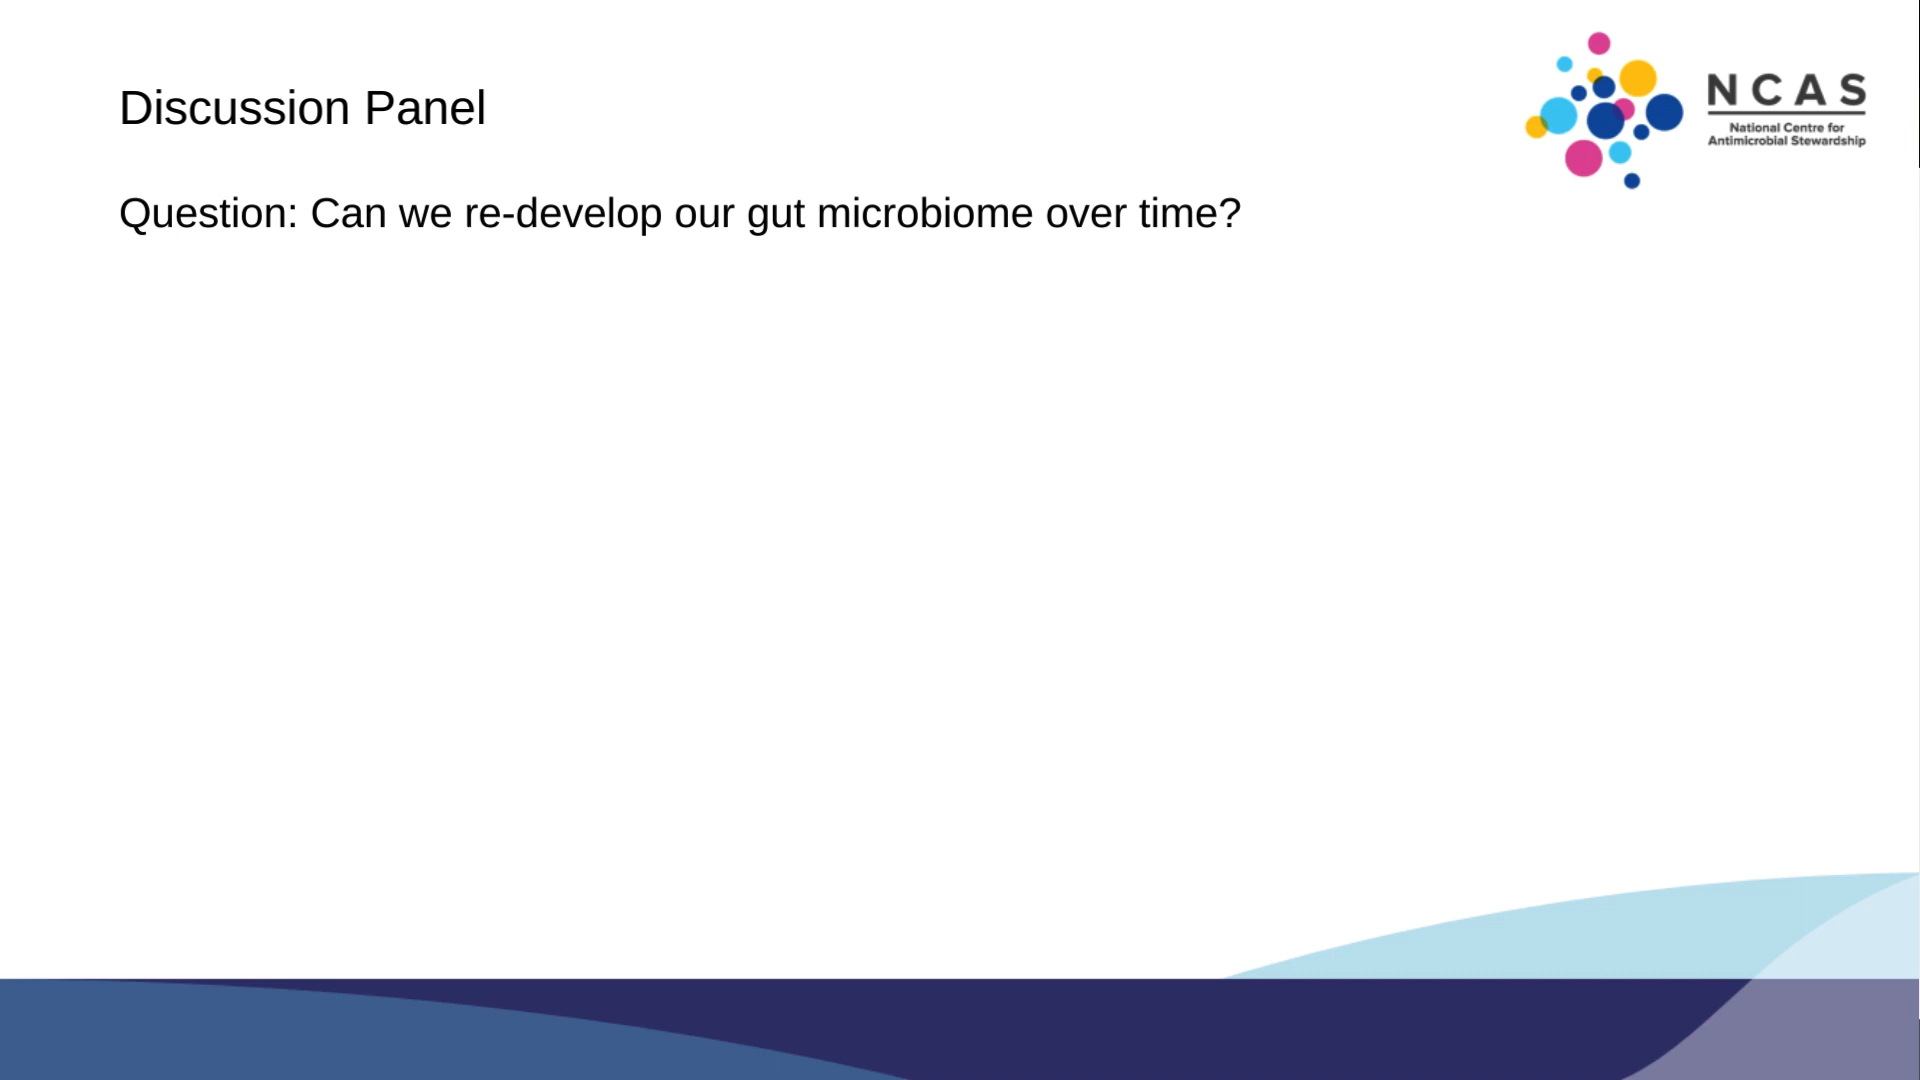 Discussion Panel
NCAS
National Centre for
Antimicrobial Stewardship
Question: Can we re-develop our gut microbiome over time?